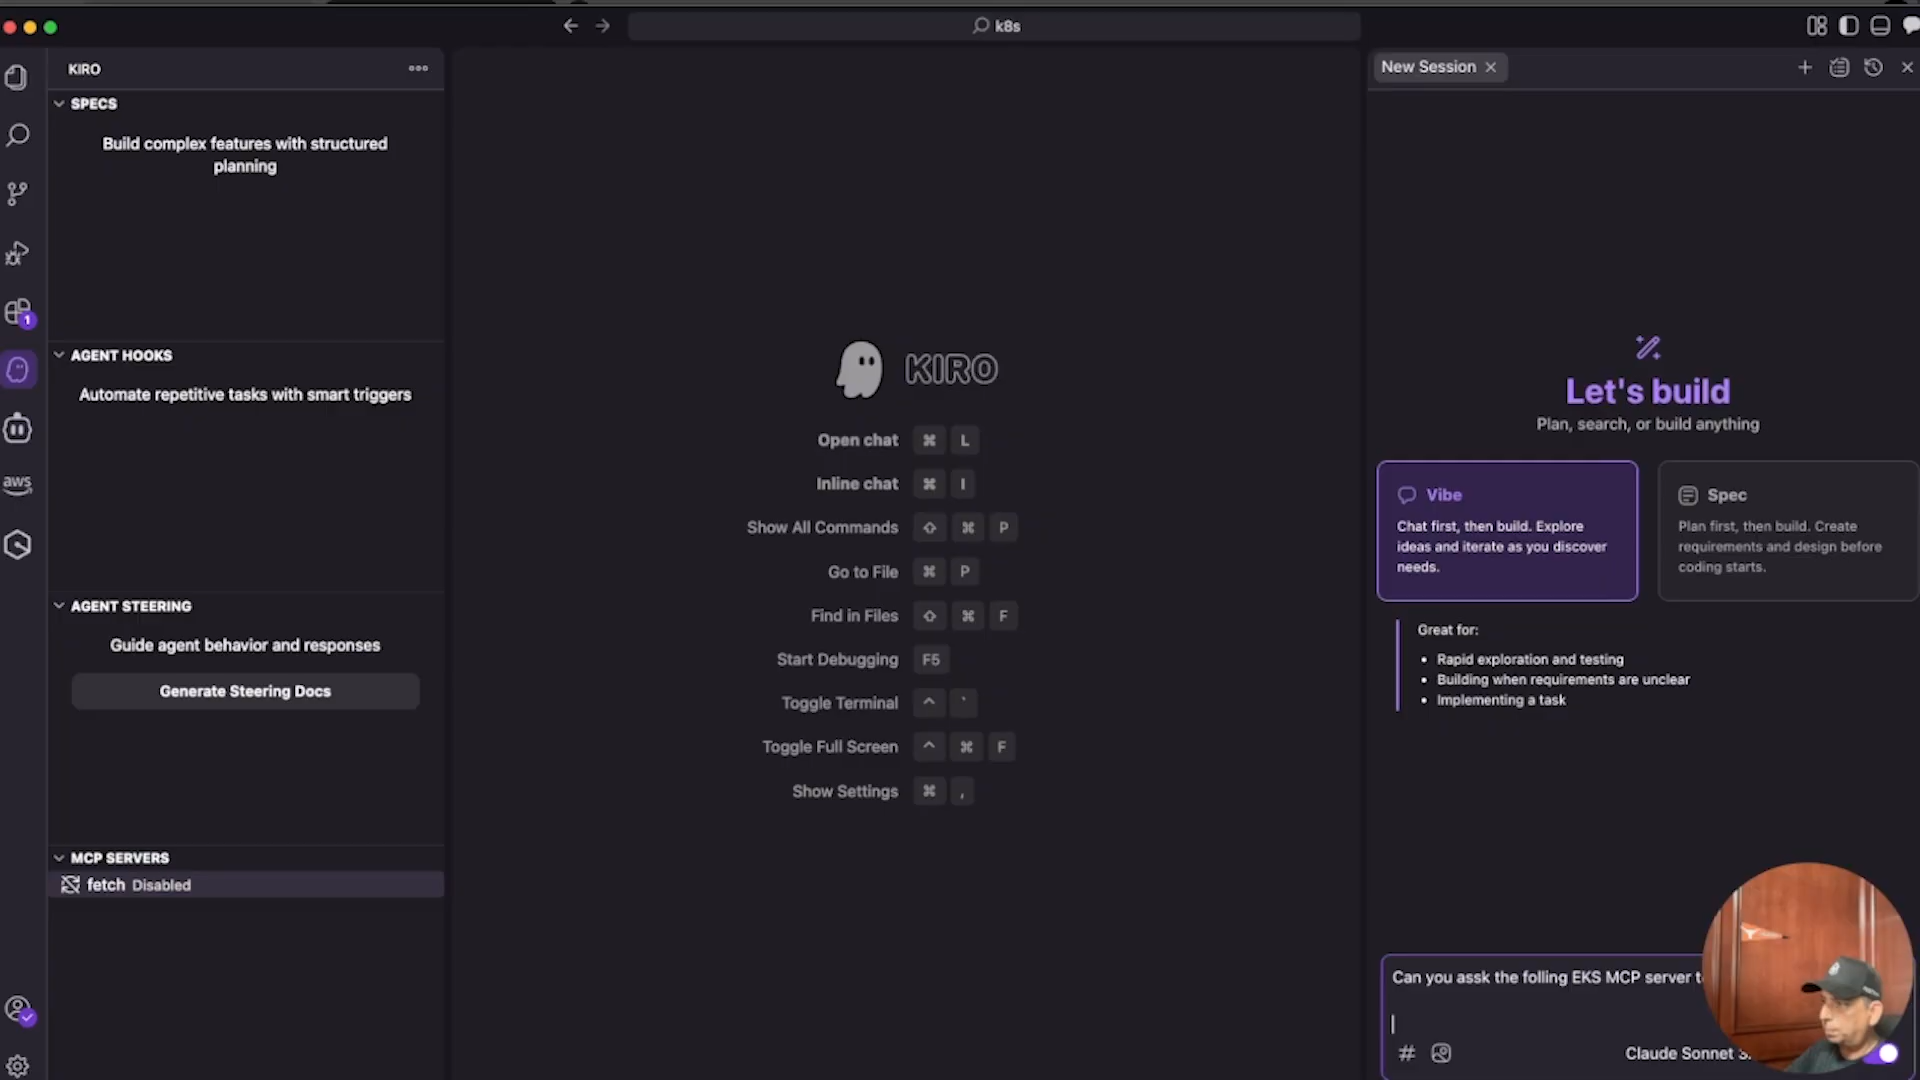 k8s
KIRO
SPECS
Build complex features with structured
planning
1
AGENT HOOKS
Automate repetitive tasks with smart triggers
aws
AGENT STEERING
Guide agent behavior and responses
Generate Steering Docs
MCP SERVERS
fetch Disabled
KIRO
Open chat ⌘ L
Inline chat ⌘ I
Show All Commands ⇧ ⌘ P
Go to File ⌘ P
Find in Files ⇧ ⌘ F
Start Debugging F5
Toggle Terminal ^ `
Toggle Full Screen ^ ⌘ F
Show Settings ⌘ ,
New Session
Let's build
Plan, search, or build anything
Vibe
Chat first, then build. Explore
ideas and iterate as you discover
needs.
Spec
Plan first, then build. Create
requirements and design before
coding starts.
Great for:
• Rapid exploration and testing
• Building when requirements are unclear
• Implementing a task
Can you assk the folling EKS MCP server
#
Claude Sonnet